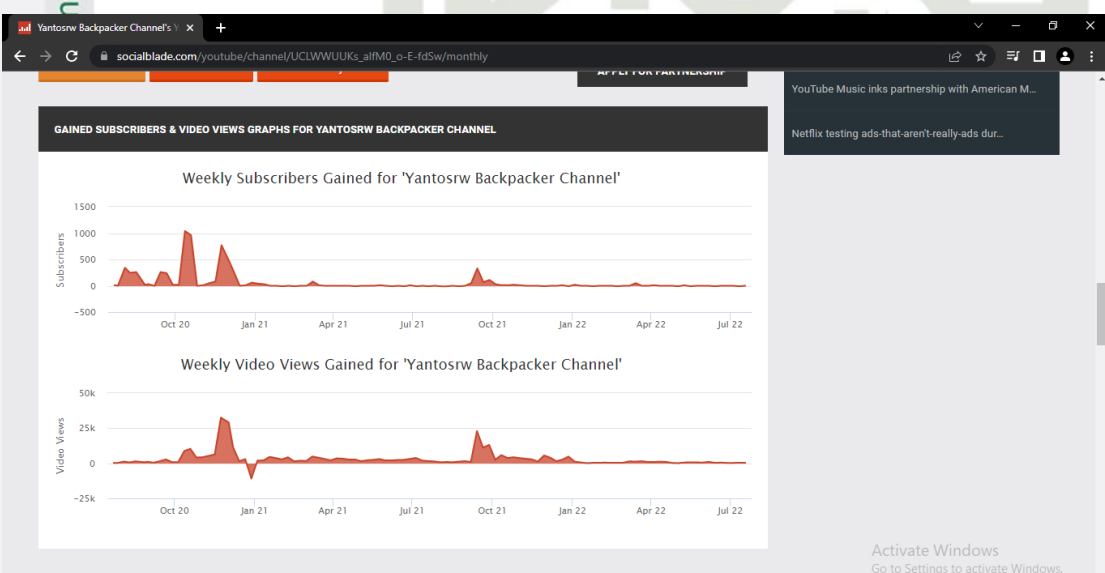 Yantosrw Backpacker Channel's Y
socialblade.com/youtube/channel/UCLWWUUKs_alfM0_o-E-fdSw/monthly
APPLY FOR PARTNERSHIP
YouTube Music inks partnership with American M...
Netflix testing ads-that-aren't-really-ads dur...
GAINED SUBSCRIBERS & VIDEO VIEWS GRAPHS FOR YANTOSRW BACKPACKER CHANNEL
Weekly Subscribers Gained for 'Yantosrw Backpacker Channel'
Subscribers
1500
1000
500
0
-500
Oct 20 Jan 21 Apr 21 Jul 21 Oct 21 Jan 22 Apr 22 Jul 22
Weekly Video Views Gained for 'Yantosrw Backpacker Channel'
Video Views
50k
25k
0
-25k
Oct 20 Jan 21 Apr 21 Jul 21 Oct 21 Jan 22 Apr 22 Jul 22
Activate Windows
Go to Settings to activate Windows.